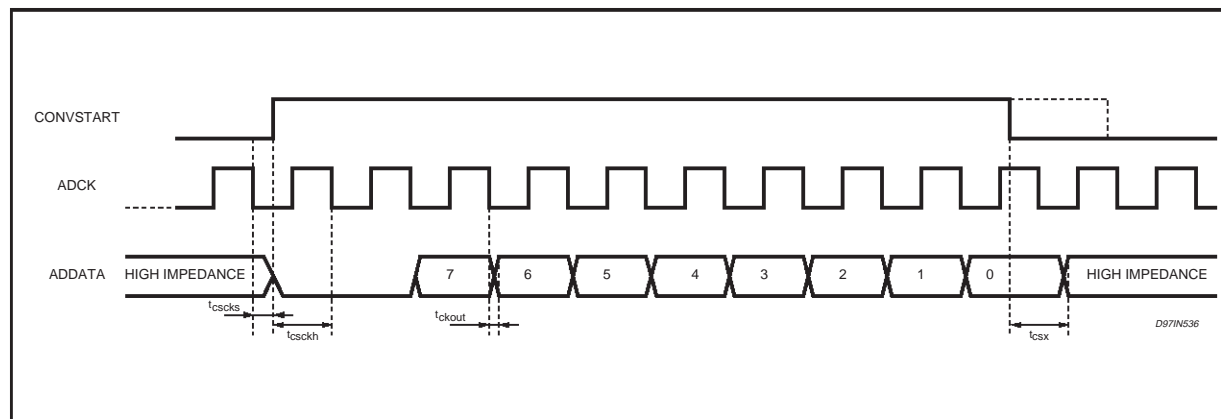 CONVSTART
ADCK
ADDATA HIGH IMPEDANCE 7 6 5 4 3 2 1 0 HIGH IMPEDANCE
tcscks
tcsckh
tckout
tcsx
D97IN536